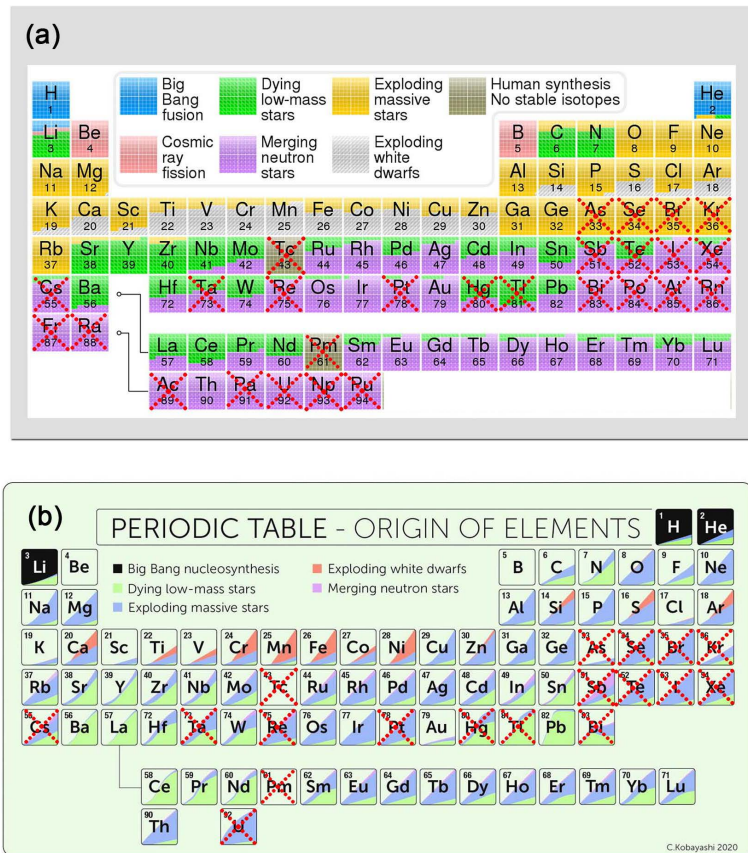 (a)
Big Bang fusion
Dying low-mass stars
Exploding massive stars
Human synthesis No stable isotopes
Cosmic ray fission
Merging neutron stars
Exploding white dwarfs
H 1 He 2
Li 3 Be 4 B 5 C 6 N 7 O 8 F 9 Ne 10
Na 11 Mg 12 Al 13 Si 14 P 15 S 16 Cl 17 Ar 18
K 19 Ca 20 Sc 21 Ti 22 V 23 Cr 24 Mn 25 Fe 26 Co 27 Ni 28 Cu 29 Zn 30 Ga 31 Ge 32 As 33 Se 34 Br 35 Kr 36
Rb 37 Sr 38 Y 39 Zr 40 Nb 41 Mo 42 Tc 43 Ru 44 Rh 45 Pd 46 Ag 47 Cd 48 In 49 Sn 50 Sb 51 Te 52 I 53 Xe 54
Cs 55 Ba 56 Hf 72 Ta 73 W 74 Re 75 Os 76 Ir 77 Pt 78 Au 79 Hg 80 Tl 81 Pb 82 Bi 83 Po 84 At 85 Rn 86
Fr 87 Ra 88
La 57 Ce 58 Pr 59 Nd 60 Pm 61 Sm 62 Eu 63 Gd 64 Tb 65 Dy 66 Ho 67 Er 68 Tm 69 Yb 70 Lu 71
Ac 89 Th 90 Pa 91 U 92 Np 93 Pu 94
(b)
PERIODIC TABLE - ORIGIN OF ELEMENTS
1 H 2 He
Big Bang nucleosynthesis
Dying low-mass stars
Exploding massive stars
Exploding white dwarfs
Merging neutron stars
3 Li 4 Be 5 B 6 C 7 N 8 O 9 F 10 Ne
11 Na 12 Mg 13 Al 14 Si 15 P 16 S 17 Cl 18 Ar
19 K 20 Ca 21 Sc 22 Ti 23 V 24 Cr 25 Mn 26 Fe 27 Co 28 Ni 29 Cu 30 Zn 31 Ga 32 Ge 33 As 34 Se 35 Br 36 Kr
37 Rb 38 Sr 39 Y 40 Zr 41 Nb 42 Mo 43 Tc 44 Ru 45 Rh 46 Pd 47 Ag 48 Cd 49 In 50 Sn 51 Sb 52 Te 53 I 54 Xe
55 Cs 56 Ba 57 La 72 Hf 73 Ta 74 W 75 Re 76 Os 77 Ir 78 Pt 79 Au 80 Hg 81 Tl 82 Pb 83 Bi
58 Ce 59 Pr 60 Nd 61 Pm 62 Sm 63 Eu 64 Gd 65 Tb 66 Dy 67 Ho 68 Er 69 Tm 70 Yb 71 Lu
90 Th 92 U
C.Kobayashi 2020